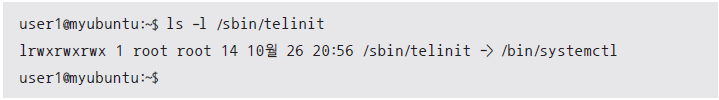 user1@myubuntu:~$ ls -l /sbin/telinit
lrwxrwxrwx 1 root root 14 10월 26 20:56 /sbin/telinit -> /bin/systemctl
user1@myubuntu:~$